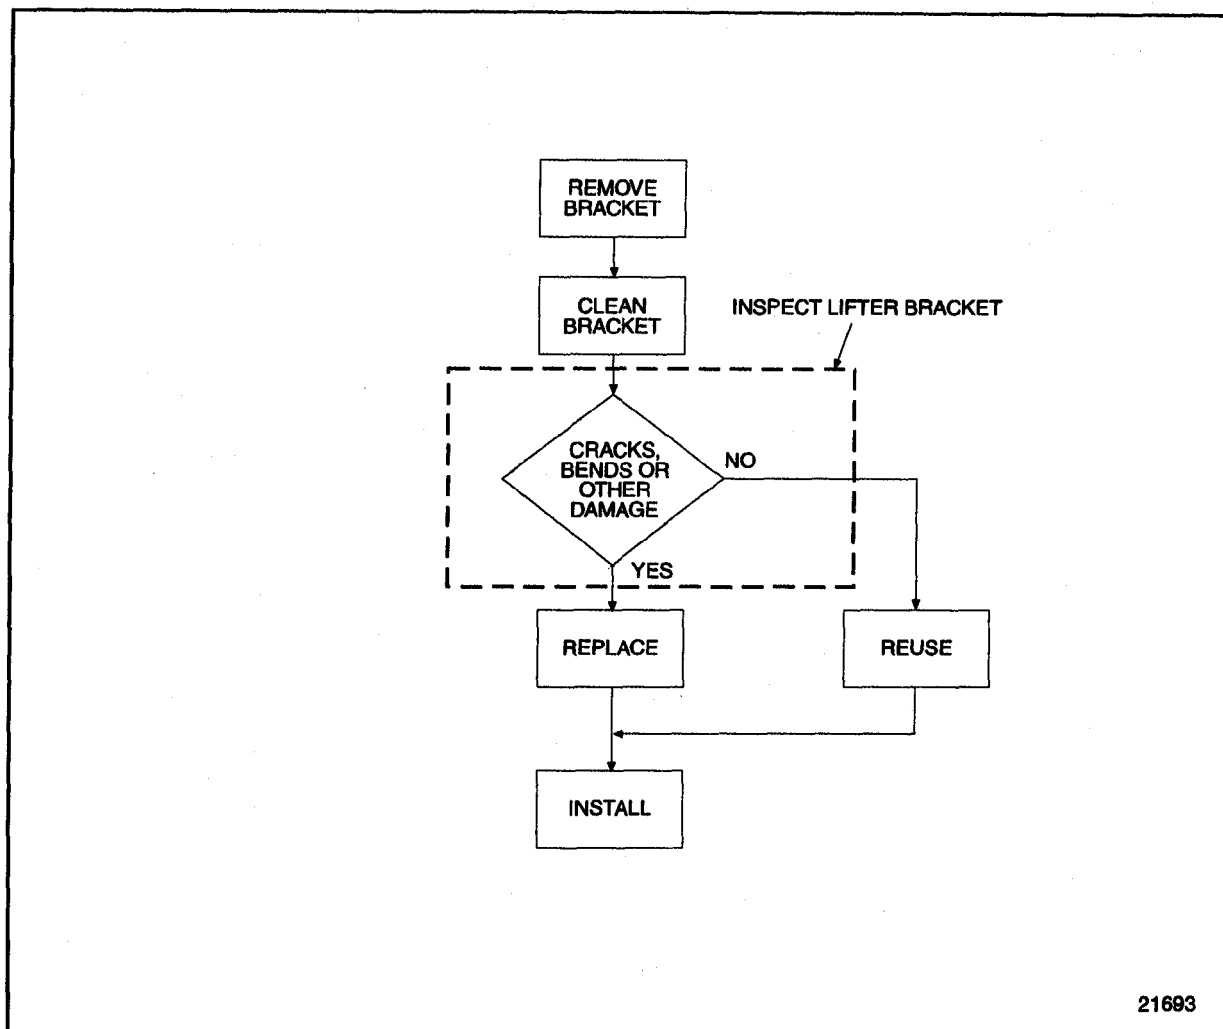 REMOVE
BRACKET
CLEAN
BRACKET
INSPECT LIFTER BRACKET
CRACKS,
BENDS OR
OTHER
DAMAGE
NO
YES
REPLACE
REUSE
INSTALL
21693